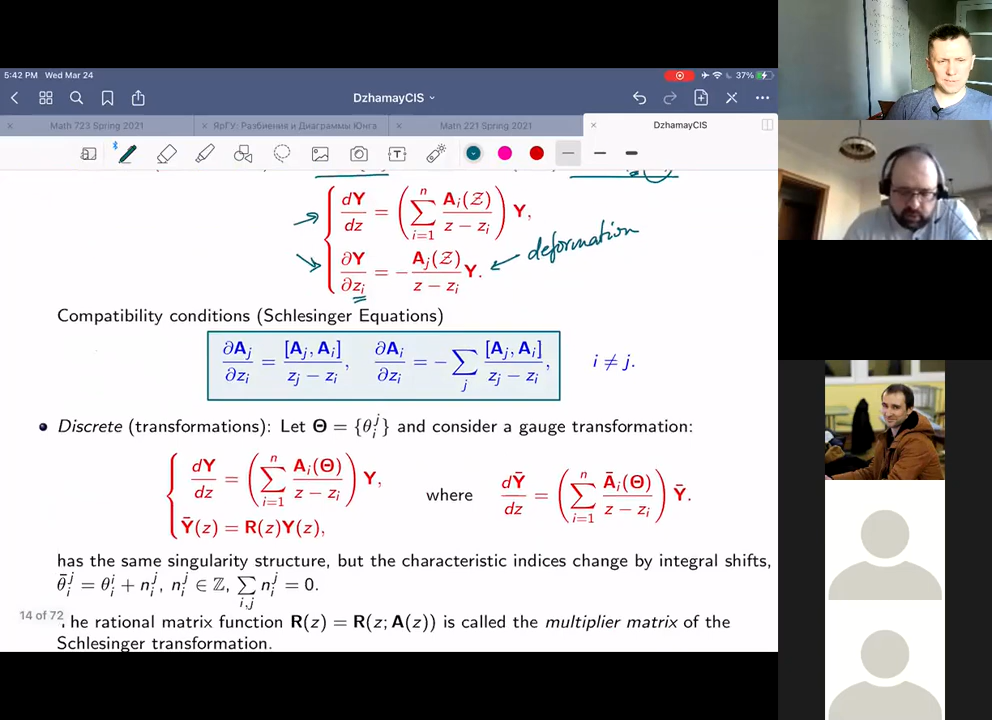 5:42 PM Wed Mar 24
37%
DzhamayCIS
Math 723 Spring 2021
ЯрГУ: Разбиения и Диаграммы Юнга
Math 221 Spring 2021
DzhamayCIS
dY/dz = ( ∑_{i=1}^{n} A_i(𝒵)/(z − z_i) ) Y,
∂Y/∂z_i = − A_j(𝒵)/(z − z_i) Y.
deformation
Compatibility conditions (Schlesinger Equations)
∂A_j/∂z_i = [A_j, A_i]/(z_j − z_i), ∂A_i/∂z_i = − ∑_j [A_j, A_i]/(z_j − z_i), i ≠ j.
Discrete (transformations): Let Θ = {θ_i^j} and consider a gauge transformation:
dY/dz = ( ∑_{i=1}^{n} A_i(Θ)/(z − z_i) ) Y,
Ȳ(z) = R(z)Y(z),
where
dȲ/dz = ( ∑_{i=1}^{n} Ā_i(Θ)/(z − z_i) ) Ȳ.
has the same singularity structure, but the characteristic indices change by integral shifts,
θ̄_i^j = θ_i^i + n_i^j, n_i^j ∈ ℤ, ∑_{i,j} n_i^j = 0.
14 of 72
The rational matrix function R(z) = R(z; A(z)) is called the multiplier matrix of the
Schlesinger transformation.